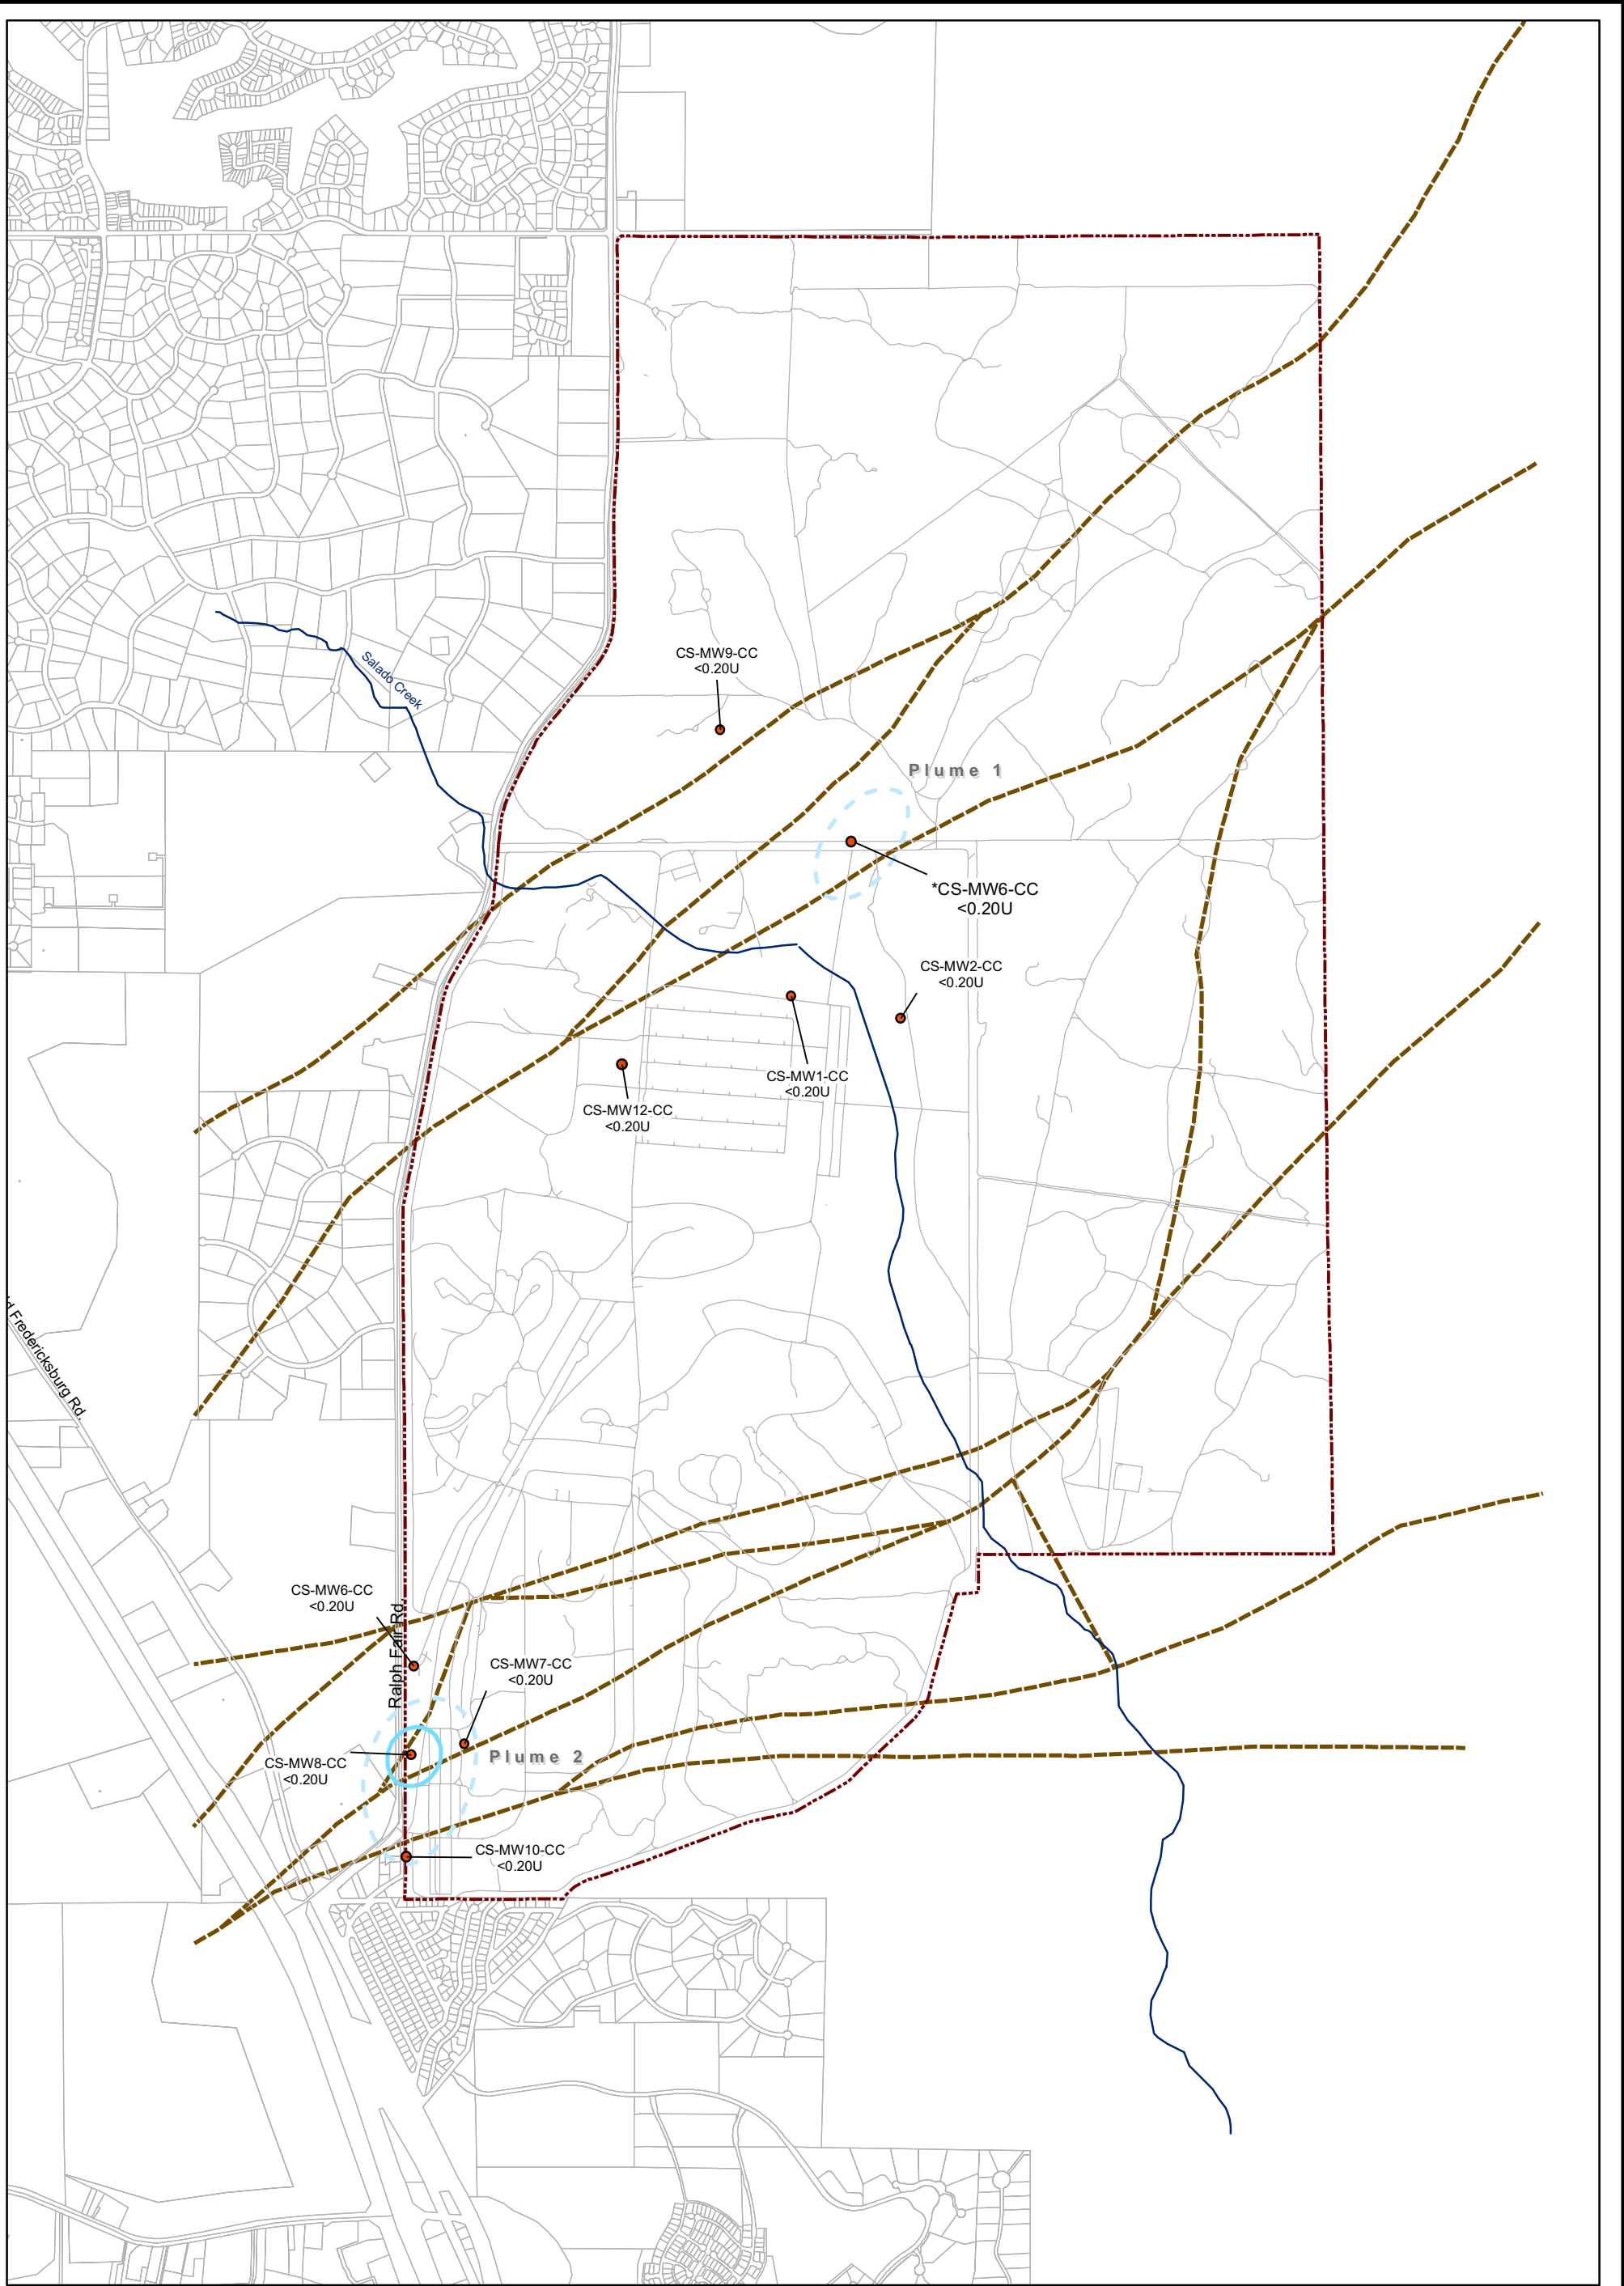 CS-MW9-CC
<0.20U
Salado Creek
Plume 1
*CS-MW6-CC
<0.20U
CS-MW2-CC
<0.20U
CS-MW1-CC
<0.20U
CS-MW12-CC
<0.20U
ld Fredericksburg Rd.
CS-MW6-CC
<0.20U
Ralph Fair Rd.
CS-MW7-CC
<0.20U
Plume 2
CS-MW8-CC
<0.20U
CS-MW10-CC
<0.20U